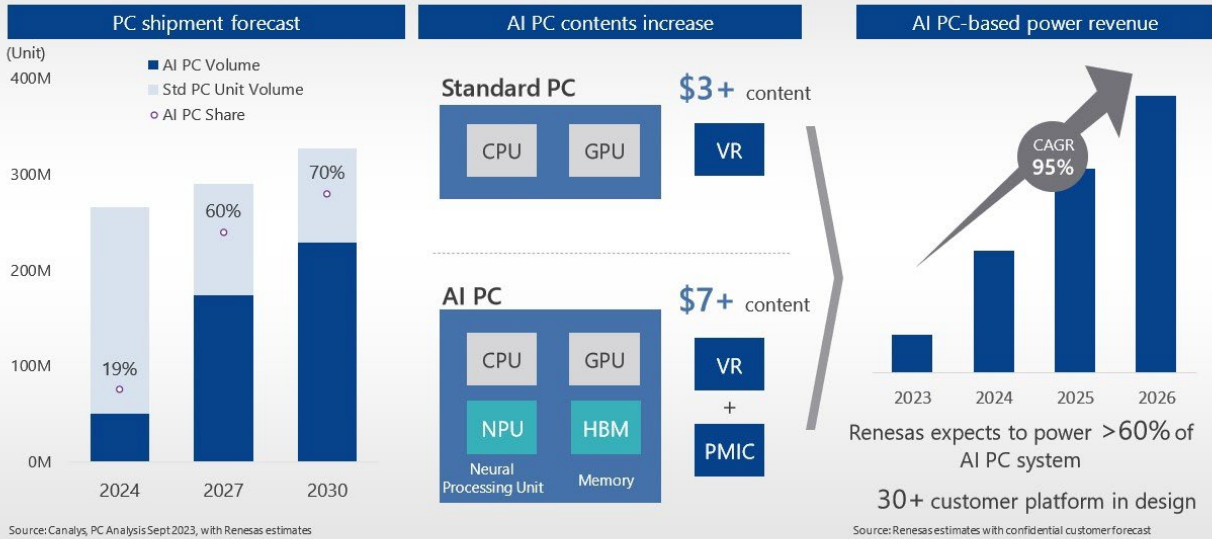 PC shipment forecast
(Unit)
400M
300M
200M
100M
0M
AI PC Volume
Std PC Unit Volume
AI PC Share
19%
60%
70%
2024 2027 2030
Source: Canalys, PC Analysis Sept 2023, with Renesas estimates
AI PC contents increase
Standard PC
$3+ content
CPU GPU
VR
AI PC
$7+ content
CPU GPU
NPU HBM
Neural
Processing Unit
Memory
VR
+
PMIC
AI PC-based power revenue
CAGR
95%
2023 2024 2025 2026
Renesas expects to power >60% of
AI PC system
30+ customer platform in design
Source: Renesas estimates with confidential customer forecast